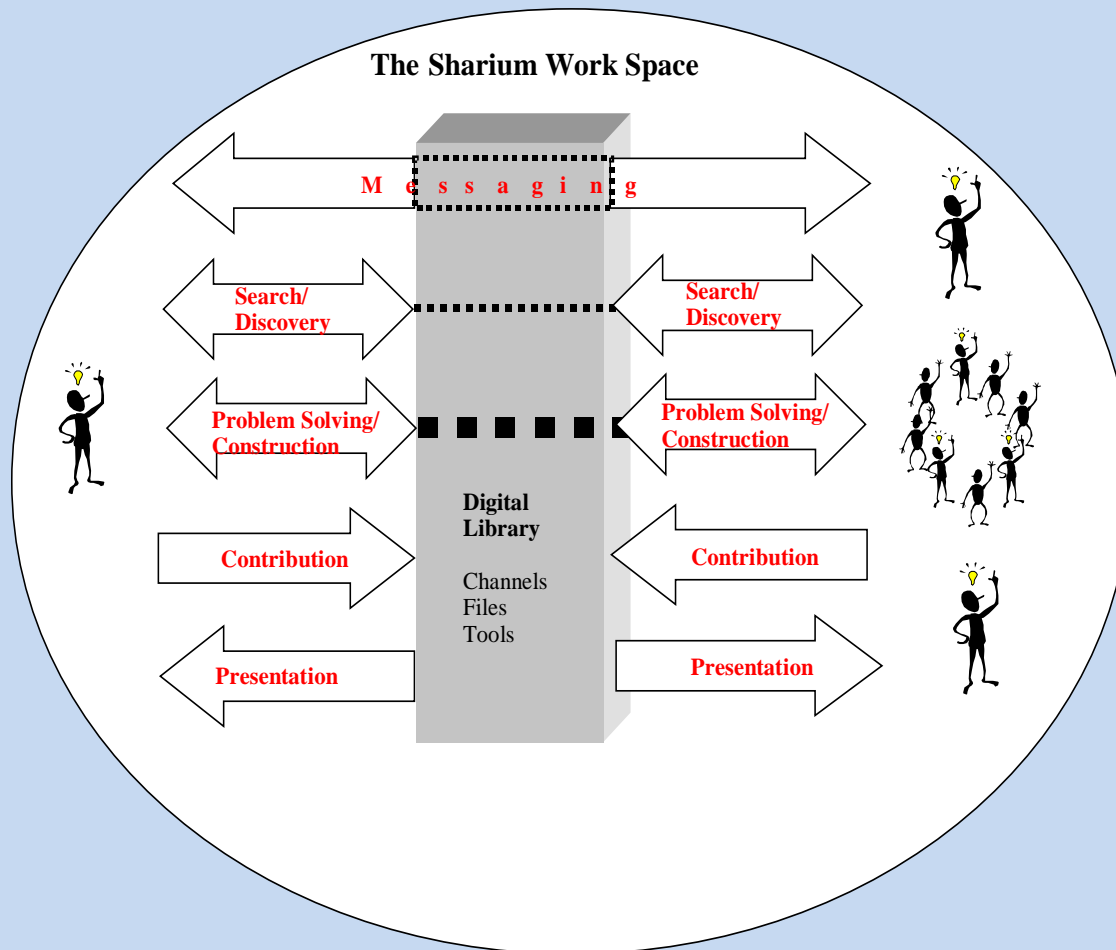 The Sharium Work Space
M e s s a g i n g
Search/
Discovery
Search/
Discovery
Problem Solving/
Construction
Problem Solving/
Construction
Digital
Library
Contribution
Contribution
Channels
Files
Tools
Presentation
Presentation